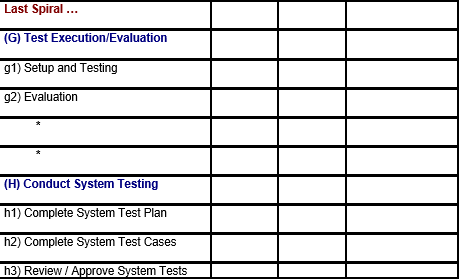 Last Spiral …
(G) Test Execution/Evaluation
g1) Setup and Testing
g2) Evaluation
*
*
(H) Conduct System Testing
h1) Complete System Test Plan
h2) Complete System Test Cases
h3) Review / Approve System Tests